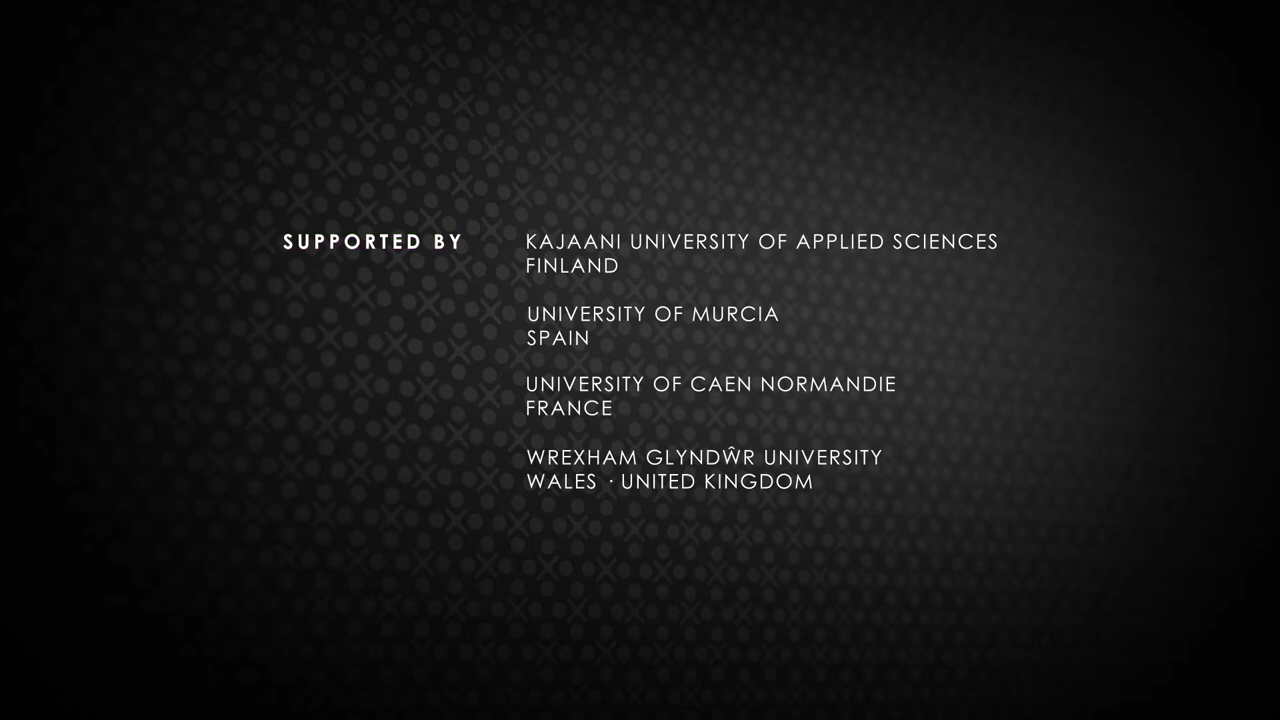 SUPPORTED BY
KAJAANI UNIVERSITY OF APPLIED SCIENCES
FINLAND
UNIVERSITY OF MURCIA
SPAIN
UNIVERSITY OF CAEN NORMANDIE
FRANCE
WREXHAM GLYNDŴR UNIVERSITY
WALES · UNITED KINGDOM